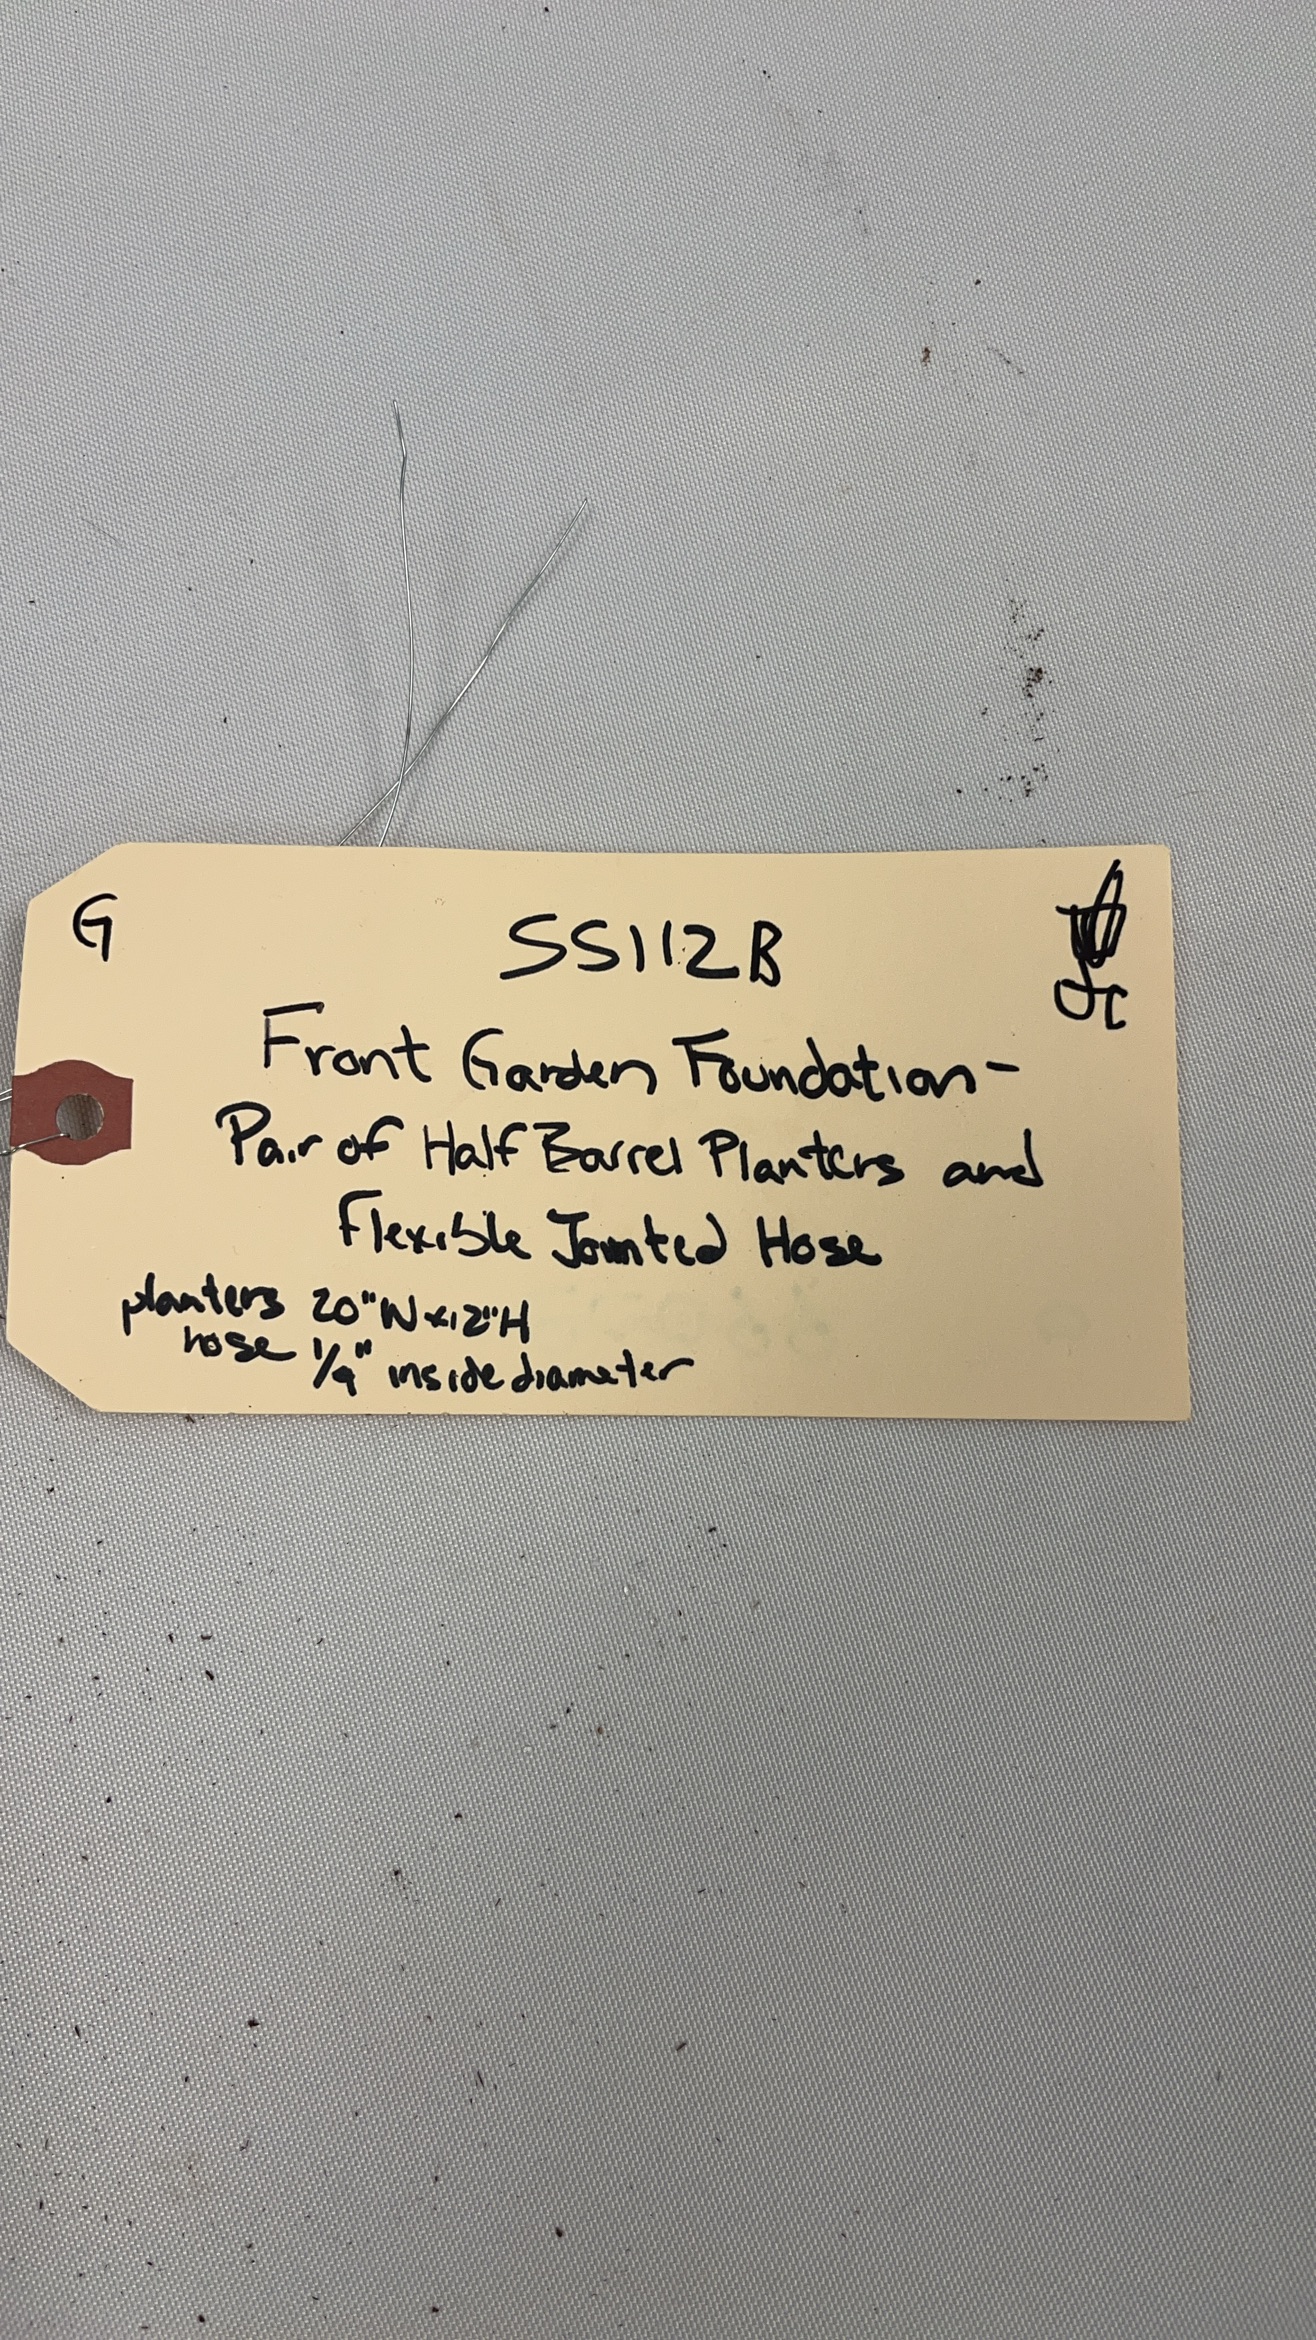 G
SS112B
Jc
Front Garden Foundation-
Pair of Half Barrel Planters and
Flexible Jointed Hose
planters 20"W x 12"H
hose 1/4" inside diameter